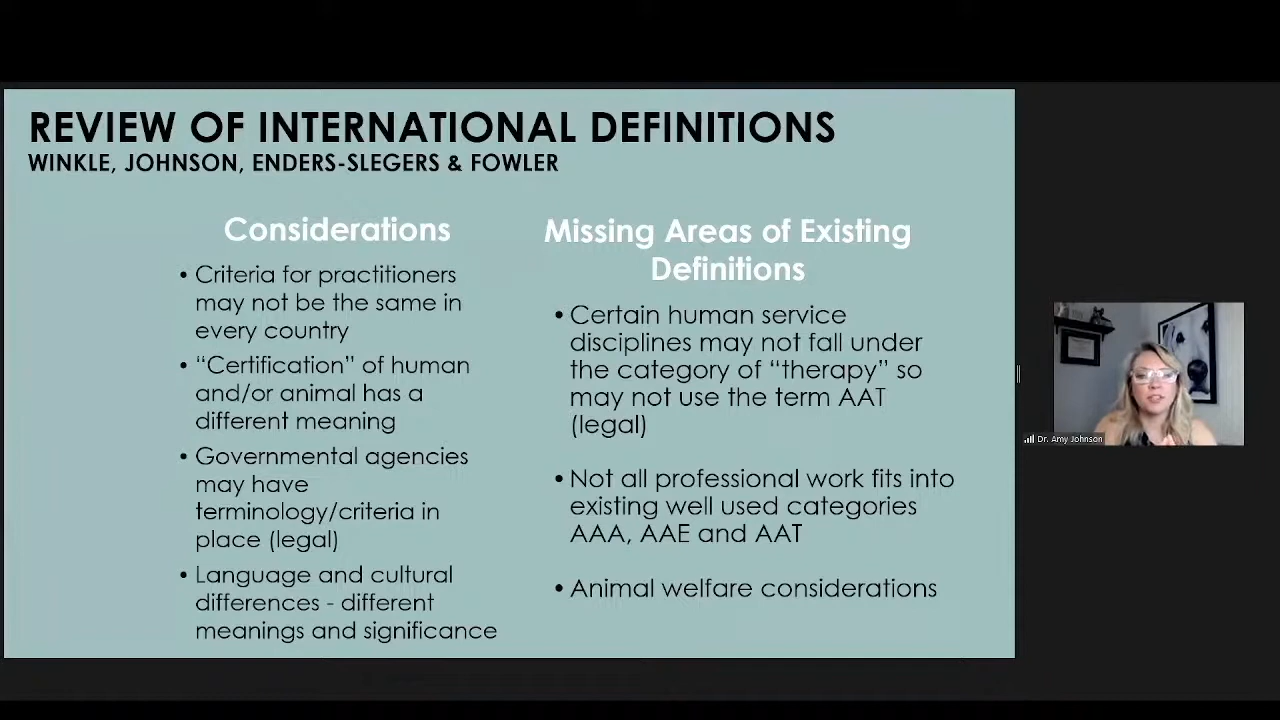 REVIEW OF INTERNATIONAL DEFINITIONS
WINKLE, JOHNSON, ENDERS-SLEGERS & FOWLER
Considerations
• Criteria for practitioners
may not be the same in
every country
• “Certification” of human
and/or animal has a
different meaning
• Governmental agencies
may have
terminology/criteria in
place (legal)
• Language and cultural
differences - different
meanings and significance
Missing Areas of Existing
Definitions
• Certain human service
disciplines may not fall under
the category of “therapy” so
may not use the term AAT
(legal)
• Not all professional work fits into
existing well used categories
AAA, AAE and AAT
• Animal welfare considerations
Dr. Amy Johnson